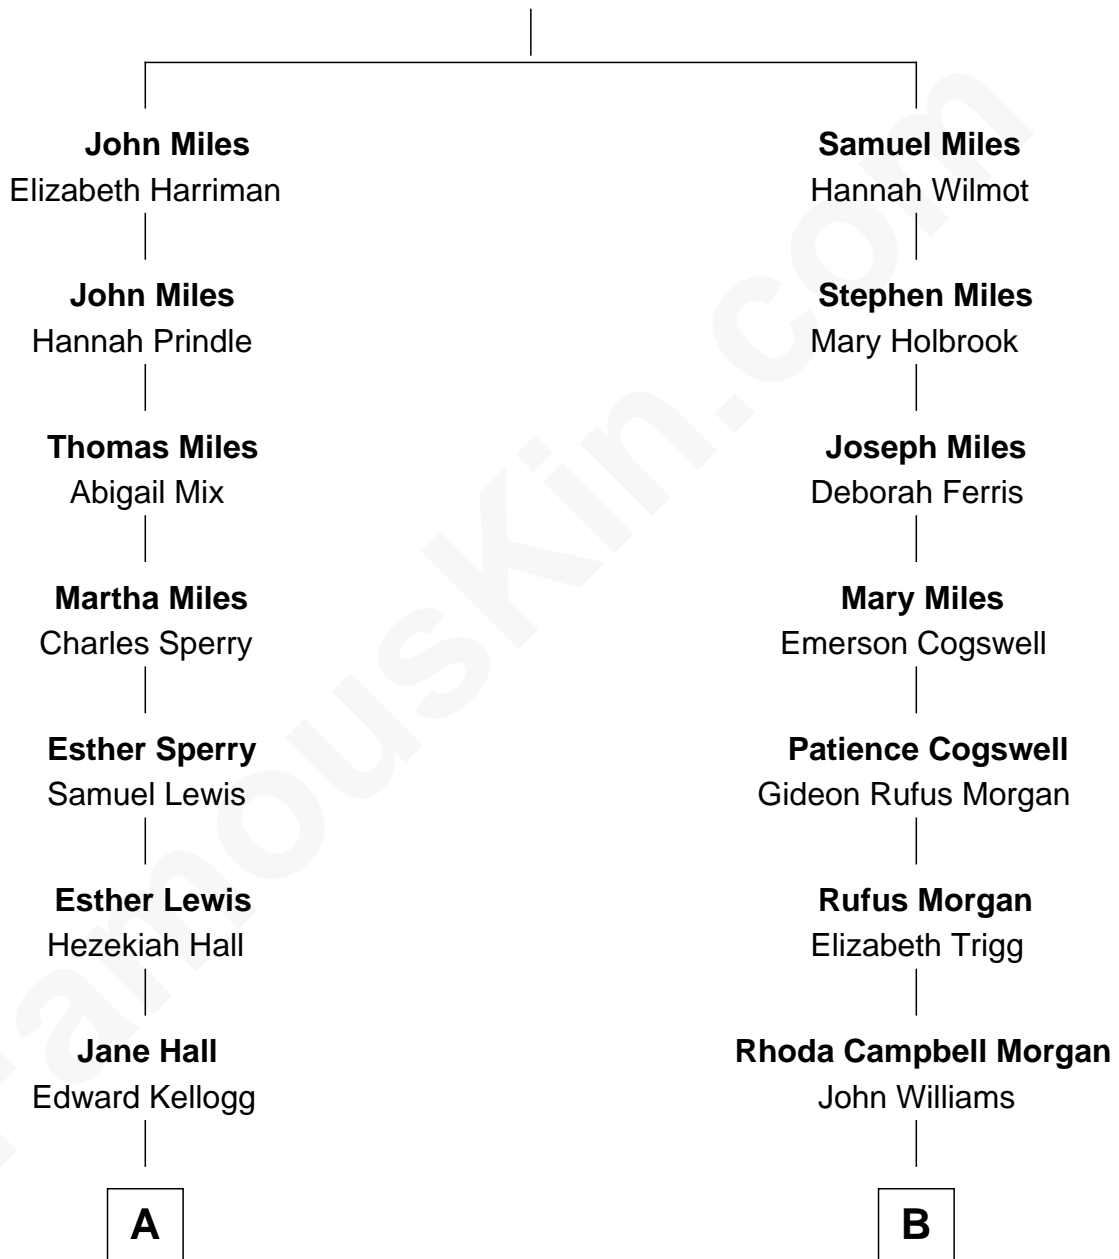 John Miles
Elizabeth Harriman
John Miles
Hannah Prindle
Thomas Miles
Abigail Mix
Martha Miles
Charles Sperry
Esther Sperry
Samuel Lewis
Esther Lewis
Hezekiah Hall
Jane Hall
Edward Kellogg
A
Samuel Miles
Hannah Wilmot
Stephen Miles
Mary Holbrook
Joseph Miles
Deborah Ferris
Mary Miles
Emerson Cogswell
Patience Cogswell
Gideon Rufus Morgan
Rufus Morgan
Elizabeth Trigg
Rhoda Campbell Morgan
John Williams
B
FamousKin.com